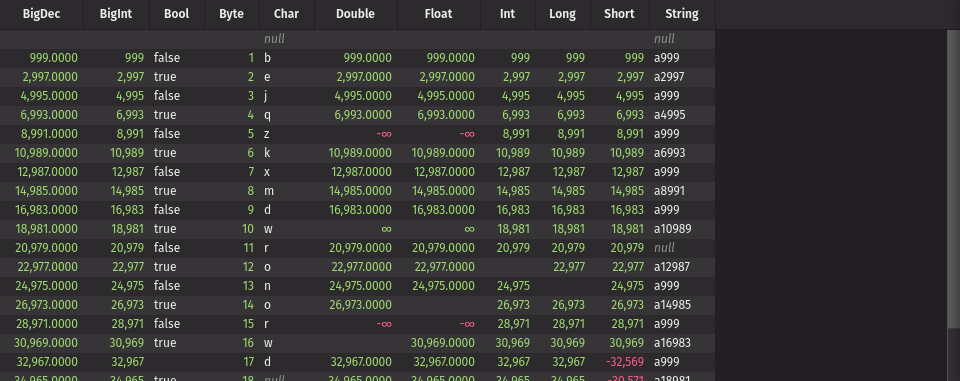 BigDec BigInt Bool Byte Char Double Float Int Long Short String
null null
999.0000 999 false 1 b 999.0000 999.0000 999 999 999 a999
2,997.0000 2,997 true 2 e 2,997.0000 2,997.0000 2,997 2,997 2,997 a2997
4,995.0000 4,995 false 3 j 4,995.0000 4,995.0000 4,995 4,995 4,995 a999
6,993.0000 6,993 true 4 q 6,993.0000 6,993.0000 6,993 6,993 6,993 a4995
8,991.0000 8,991 false 5 z -∞ -∞ 8,991 8,991 8,991 a999
10,989.0000 10,989 true 6 k 10,989.0000 10,989.0000 10,989 10,989 10,989 a6993
12,987.0000 12,987 false 7 x 12,987.0000 12,987.0000 12,987 12,987 12,987 a999
14,985.0000 14,985 true 8 m 14,985.0000 14,985.0000 14,985 14,985 14,985 a8991
16,983.0000 16,983 false 9 d 16,983.0000 16,983.0000 16,983 16,983 16,983 a999
18,981.0000 18,981 true 10 w ∞ ∞ 18,981 18,981 18,981 a10989
20,979.0000 20,979 false 11 r 20,979.0000 20,979.0000 20,979 20,979 20,979 null
22,977.0000 22,977 true 12 o 22,977.0000 22,977.0000 22,977 22,977 a12987
24,975.0000 24,975 false 13 n 24,975.0000 24,975.0000 24,975 24,975 a999
26,973.0000 26,973 true 14 o 26,973.0000 26,973 26,973 26,973 a14985
28,971.0000 28,971 false 15 r -∞ -∞ 28,971 28,971 28,971 a999
30,969.0000 30,969 true 16 w 30,969.0000 30,969 30,969 30,969 a16983
32,967.0000 32,967 17 d 32,967.0000 32,967.0000 32,967 32,967 -32,569 a999
34,965.0000 34,965 true 18 null 34,965.0000 34,965.0000 34,965 34,965 -30,571 a18981